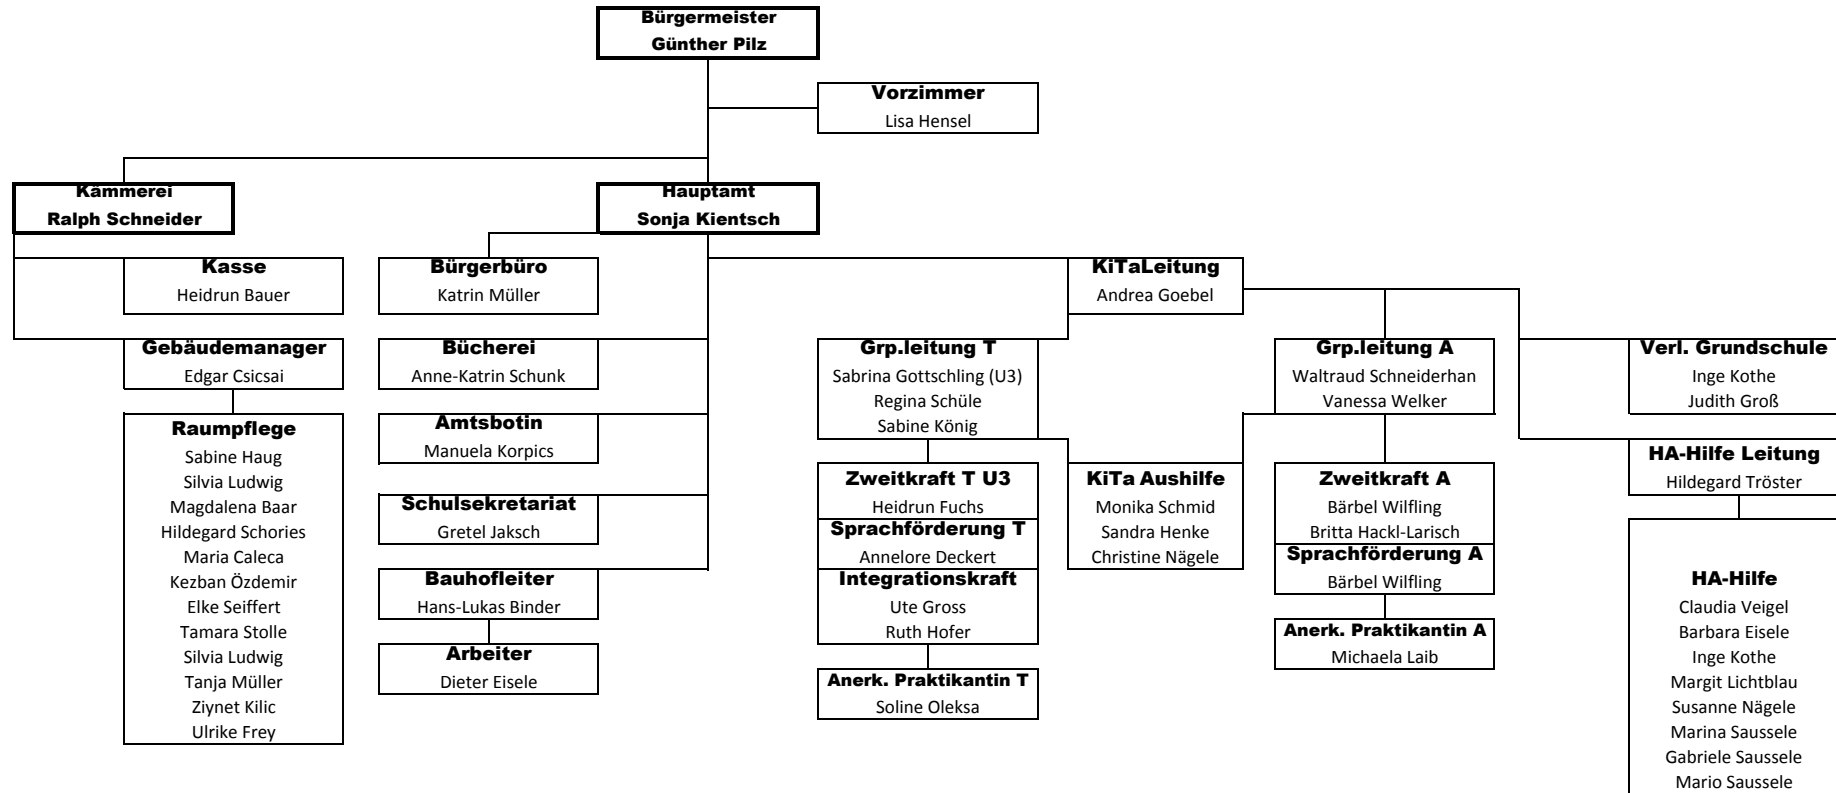 Bürgermeister
Günther Pilz
Vorzimmer
Lisa Hensel
Kämmerei
Ralph Schneider
Hauptamt
Sonja Kientsch
Kasse
Heidrun Bauer
Bürgerbüro
Katrin Müller
KiTaLeitung
Andrea Goebel
Gebäudemanager
Edgar Csicsai
Bücherei
Anne-Katrin Schunk
Grp.leitung T
Sabrina Gottschling (U3)
Regina Schüle
Sabine König
Grp.leitung A
Waltraud Schneiderhan
Vanessa Welker
Verl. Grundschule
Inge Kothe
Judith Groß
Raumpflege
Sabine Haug
Silvia Ludwig
Magdalena Baar
Hildegard Schories
Maria Caleca
Kezban Özdemir
Elke Seiffert
Tamara Stolle
Silvia Ludwig
Tanja Müller
Ziynet Kilic
Ulrike Frey
Amtsbotin
Manuela Korpics
Schulsekretariat
Gretel Jaksch
Bauhofleiter
Hans-Lukas Binder
Arbeiter
Dieter Eisele
Zweitkraft T U3
Heidrun Fuchs
Sprachförderung T
Annelore Deckert
Integrationskraft
Ute Gross
Ruth Hofer
Anerk. Praktikantin T
Soline Oleksa
KiTa Aushilfe
Monika Schmid
Sandra Henke
Christine Nägele
Zweitkraft A
Bärbel Wilfling
Britta Hackl-Larisch
Sprachförderung A
Bärbel Wilfling
Anerk. Praktikantin A
Michaela Laib
HA-Hilfe Leitung
Hildegard Tröster
HA-Hilfe
Claudia Veigel
Barbara Eisele
Inge Kothe
Margit Lichtblau
Susanne Nägele
Marina Saussele
Gabriele Saussele
Mario Saussele